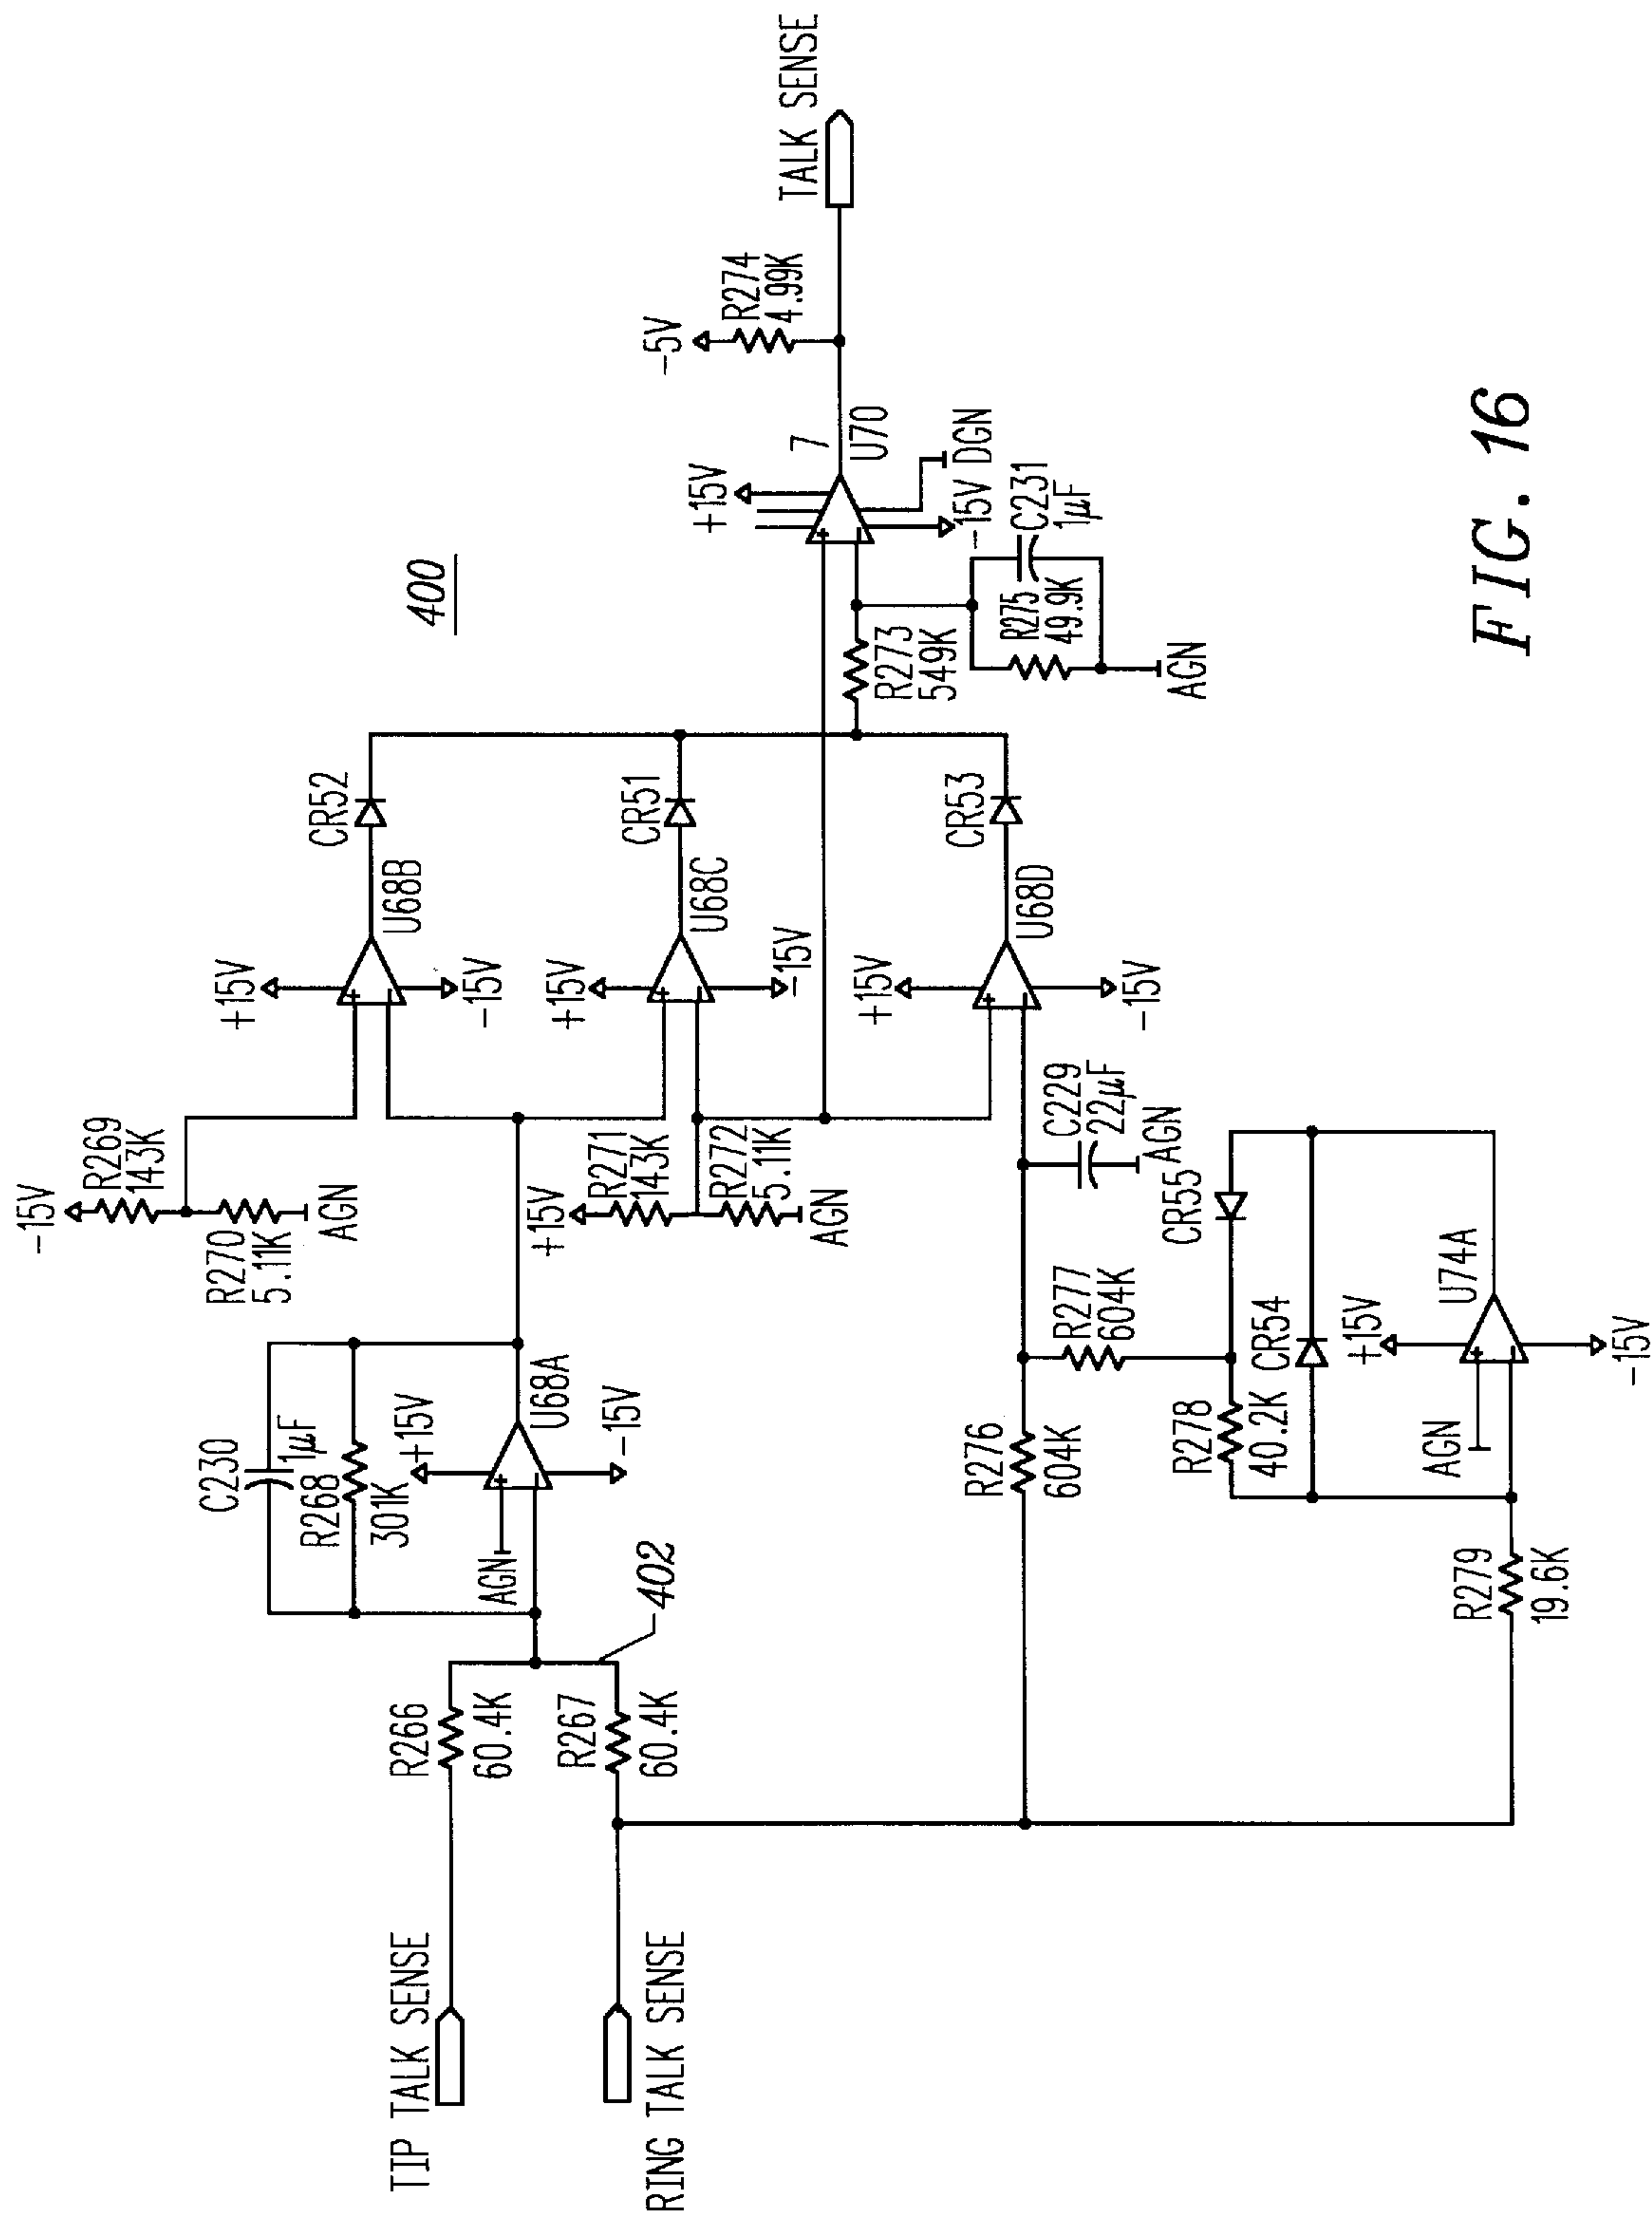 400
TIP TALK SENSE
RING TALK SENSE
R266
60.4K
R267
60.4K
402
C230
1µF
R268
301K
+15V
AGN
U68A
-15V
-15V
R269
143K
R270
5.11K
AGN
+15V
R271
143K
R272
5.11K
AGN
+15V
U68B
-15V
CR52
+15V
U68C
-15V
CR51
+15V
U68D
-15V
CR53
R273
549K
R275
49.9K
C231
1µF
AGN
+15V
7
U70
-15V
DGN
-5V
R274
4.99K
TALK SENSE
R276
604K
R277
604K
C229
22µF
AGN
CR55
R278
40.2K
CR54
+15V
AGN
U74A
-15V
R279
19.6K
FIG. 16